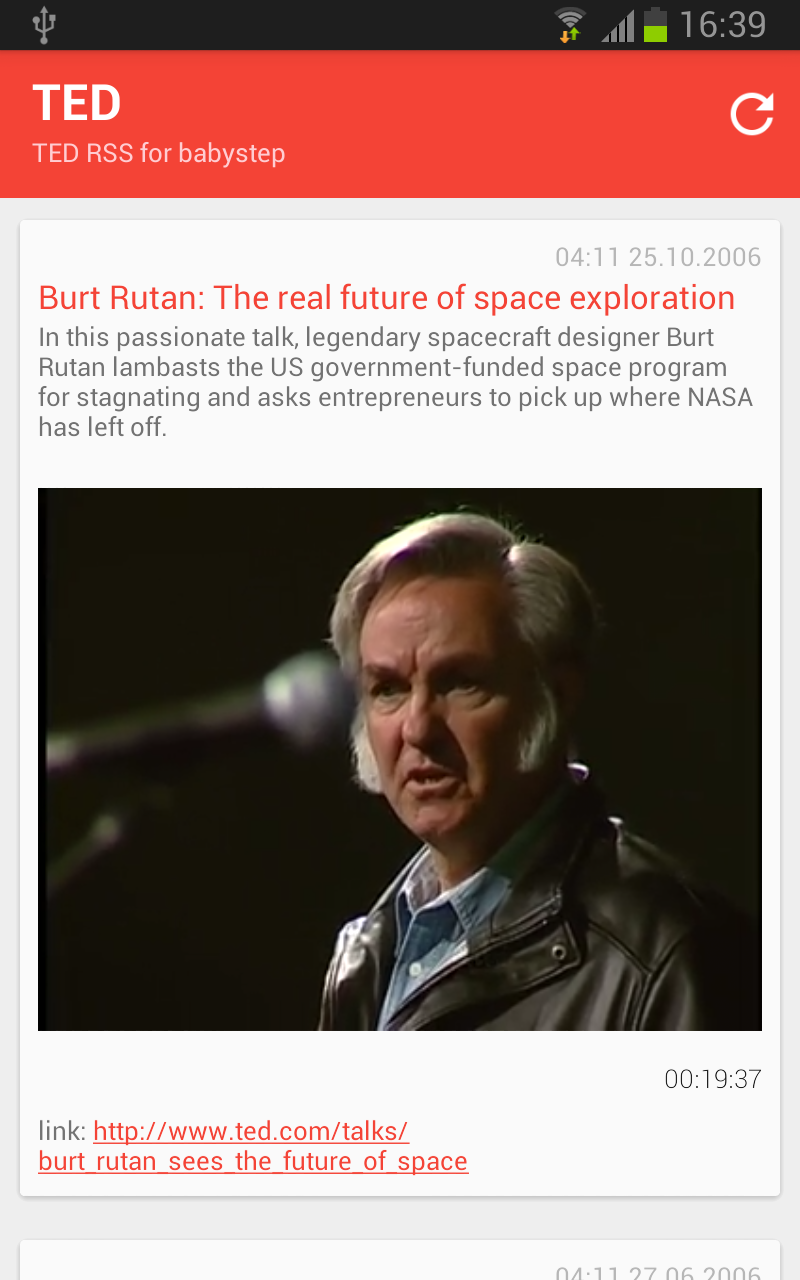 16:39
TED
TED RSS for babystep
04:11 25.10.2006
Burt Rutan: The real future of space exploration
In this passionate talk, legendary spacecraft designer Burt
Rutan lambasts the US government-funded space program
for stagnating and asks entrepreneurs to pick up where NASA
has left off.
00:19:37
link: http://www.ted.com/talks/
burt_rutan_sees_the_future_of_space
04:11 27.06.2006